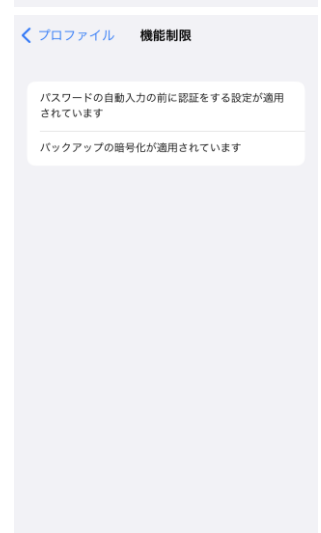 プロファイル 機能制限
パスワードの自動入力の前に認証をする設定が適用
されています
バックアップの暗号化が適用されています